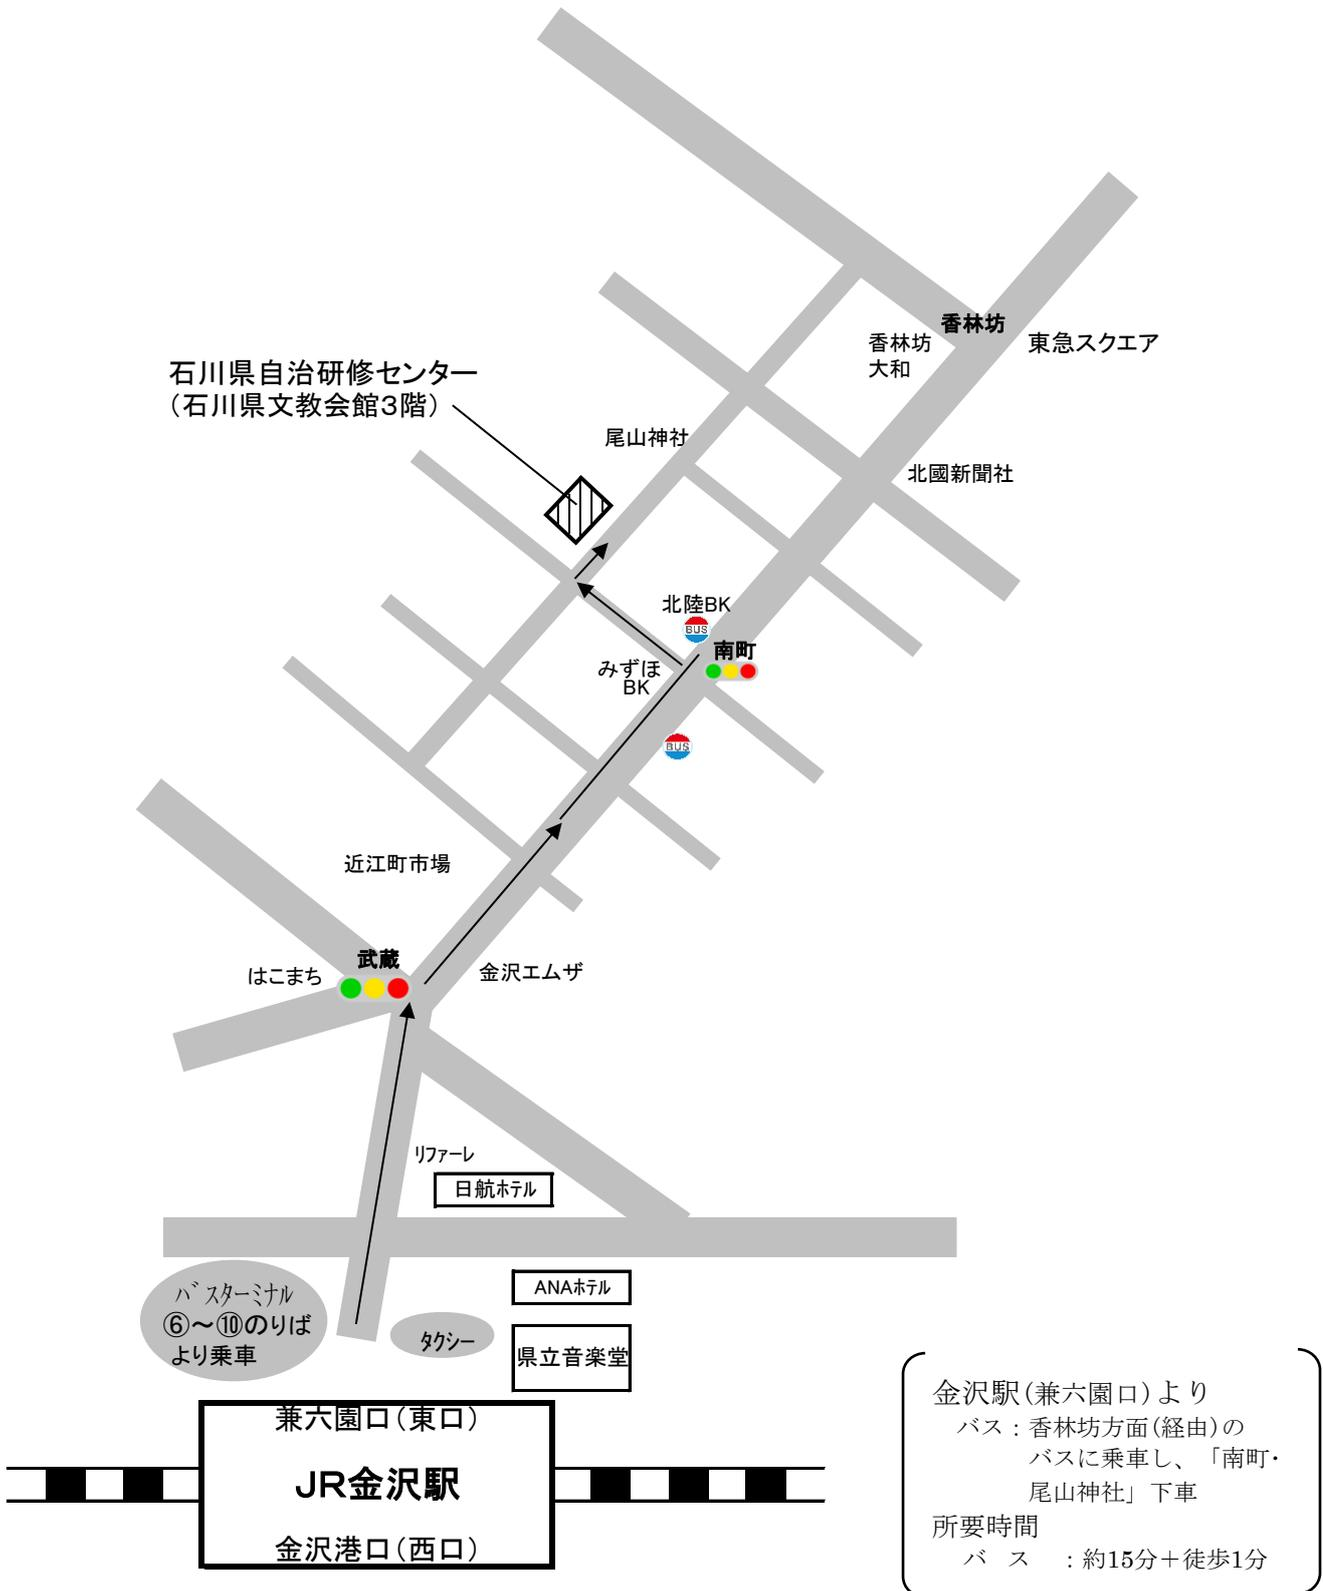 香林坊
香林坊
大和
東急スクエア
石川県自治研修センター
（石川県文教会館３階）
尾山神社
北國新聞社
北陸BK
BUS
南町
みずほ
BK
BUS
近江町市場
武蔵
はこまち
金沢エムザ
ﾘﾌｧｰﾚ
日航ﾎﾃﾙ
ﾊﾞｽﾀｰﾐﾅﾙ
⑥～⑩のりば
より乗車
ﾀｸｼｰ
ANAﾎﾃﾙ
県立音楽堂
兼六園口（東口）
JR金沢駅
金沢港口（西口）
金沢駅(兼六園口)より
バス：香林坊方面(経由)の
バスに乗車し、「南町・
尾山神社」下車
所要時間
バ　ス　：約15分＋徒歩1分